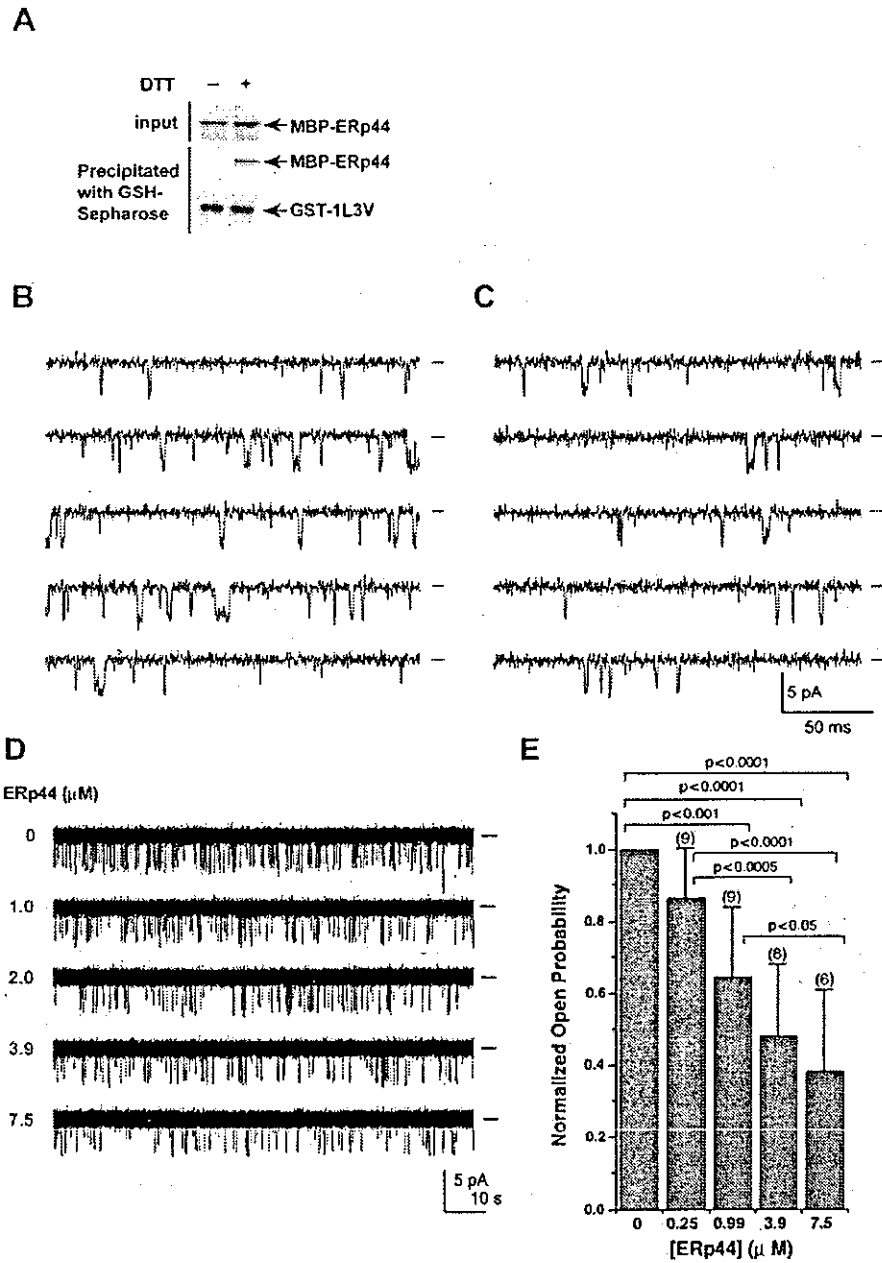 A
DTT - +
input
MBP-ERp44
MBP-ERp44
Precipitated
with GSH-
Sepharose
GST-1L3V
B
C
5 pA
50 ms
D
ERp44 (μM)
0
1.0
2.0
3.9
7.5
5 pA
10 s
E
p<0.0001
p<0.0001
p<0.001
(9)
p<0.0001
p<0.0005
(9)
p<0.05
(8)
(6)
Normalized Open Probability
1.0
0.8
0.6
0.4
0.2
0.0
0 0.25 0.99 3.9 7.5
[ERp44] (μ M)